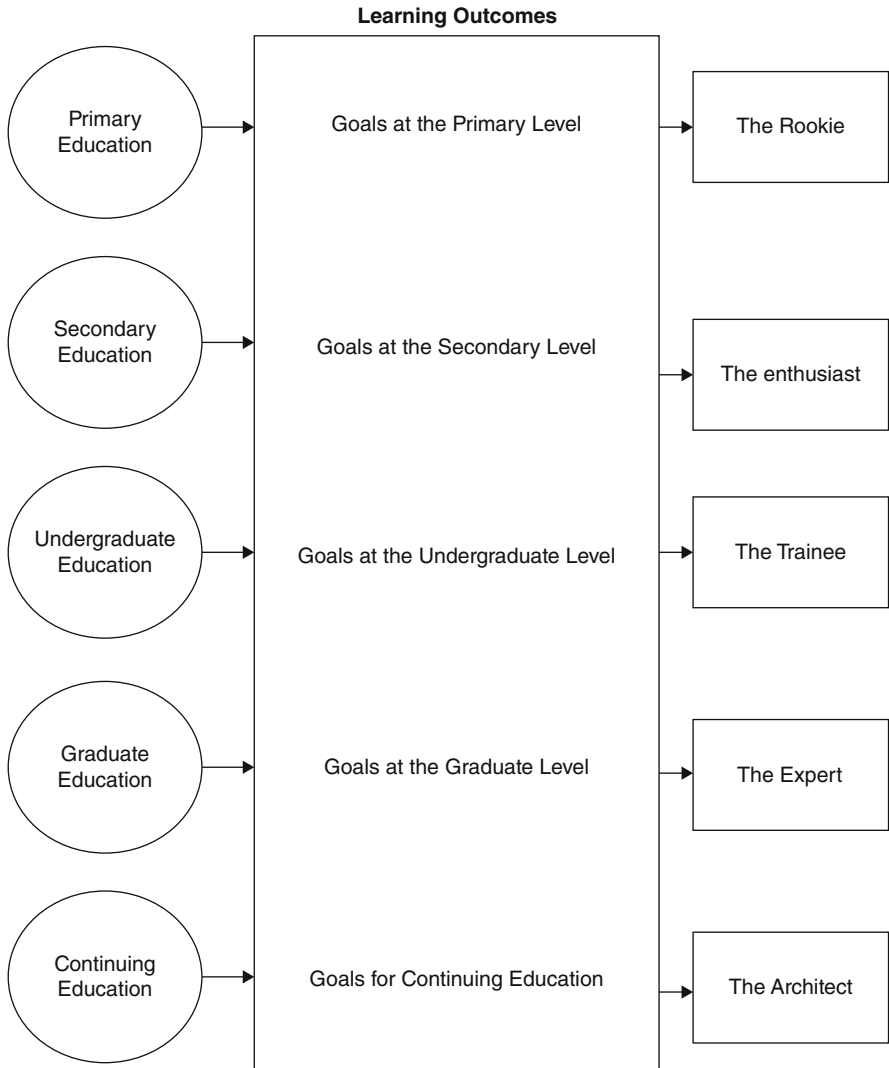 Learning Outcomes
Primary
Education
Goals at the Primary Level
The Rookie
Secondary
Education
Goals at the Secondary Level
The enthusiast
Undergraduate
Education
Goals at the Undergraduate Level
The Trainee
Graduate
Education
Goals at the Graduate Level
The Expert
Continuing
Education
Goals for Continuing Education
The Architect